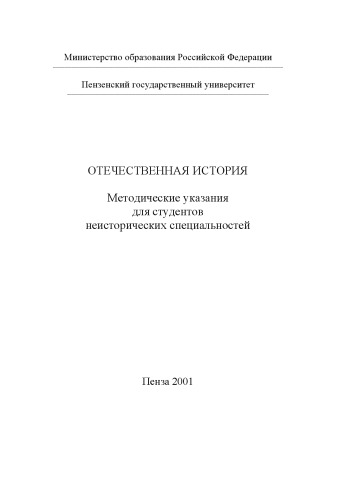 Министерство образования Российской Федерации
Пензенский государственный университет
ОТЕЧЕСТВЕННАЯ ИСТОРИЯ
Методические указания
для студентов
неисторических специальностей
Пенза 2001